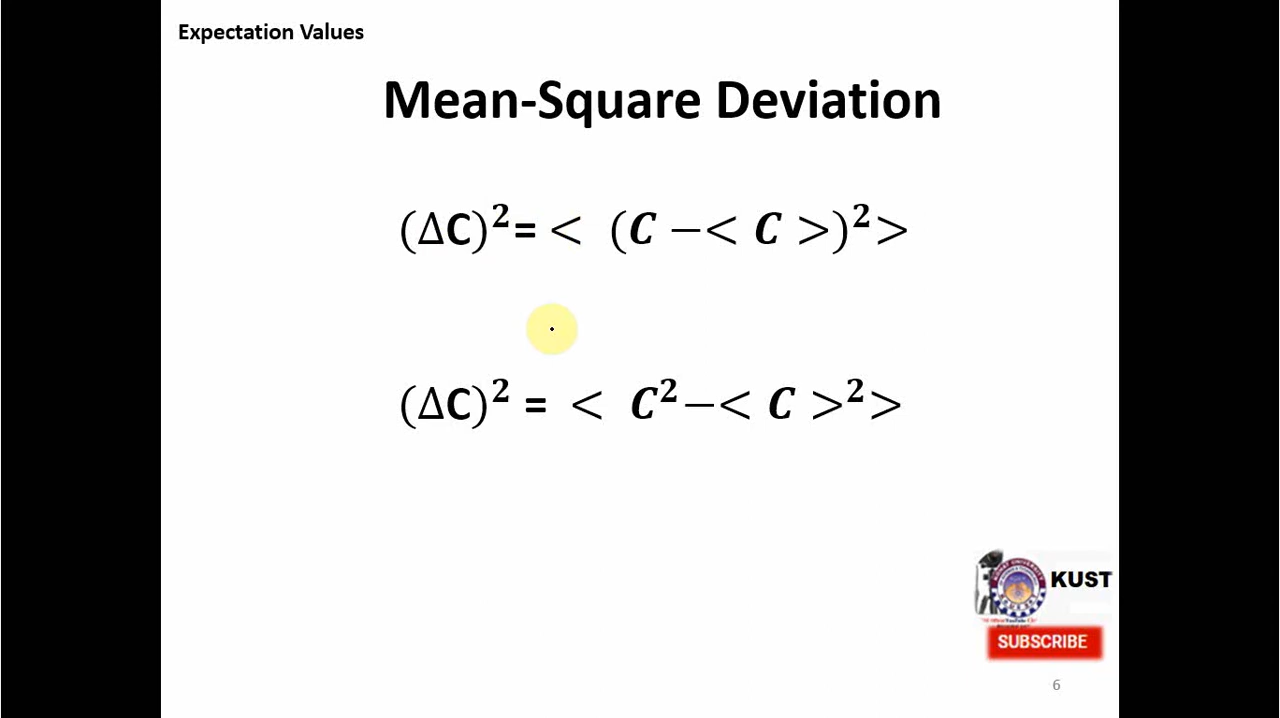 Expectation Values
Mean-Square Deviation
(ΔC)²= < (C −< C >)²>
(ΔC)² = < C²−< C >²>
KUST
SUBSCRIBE
6